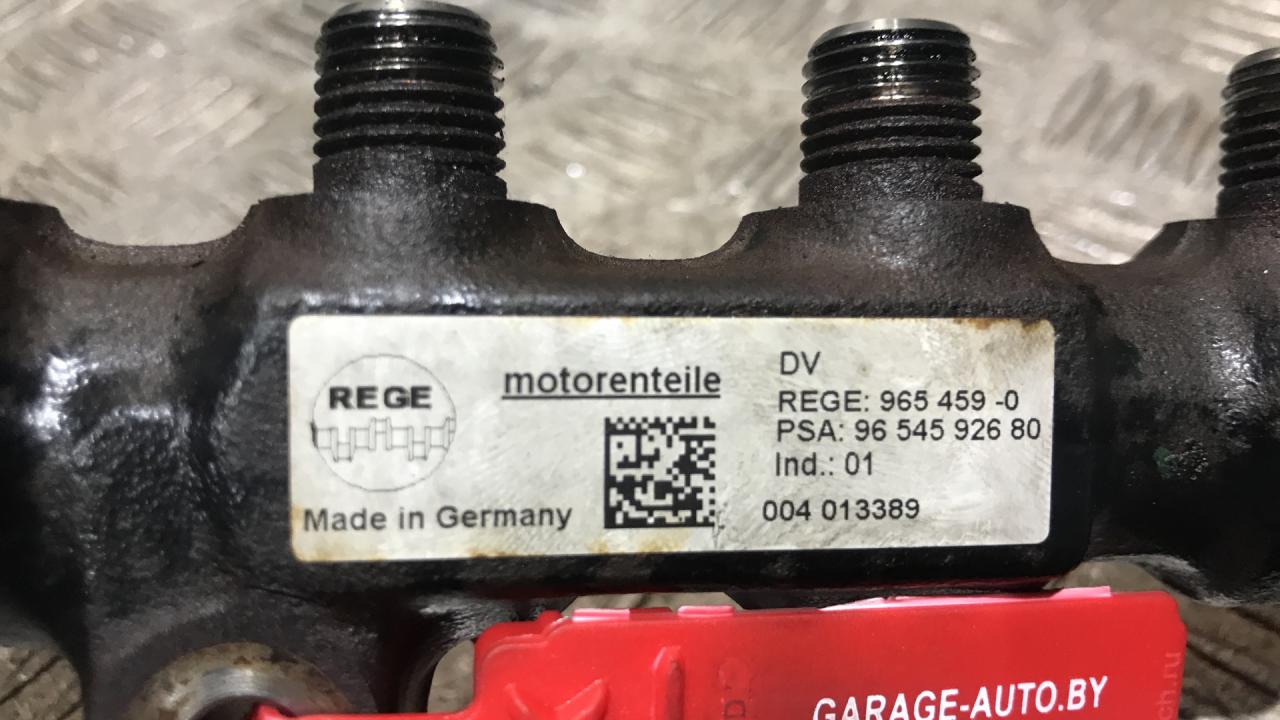 REGE
motorenteile
Made in Germany
DV
REGE: 965 459 -0
PSA: 96 545 926 80
Ind.: 01
004 013389
GARAGE-AUTO.BY